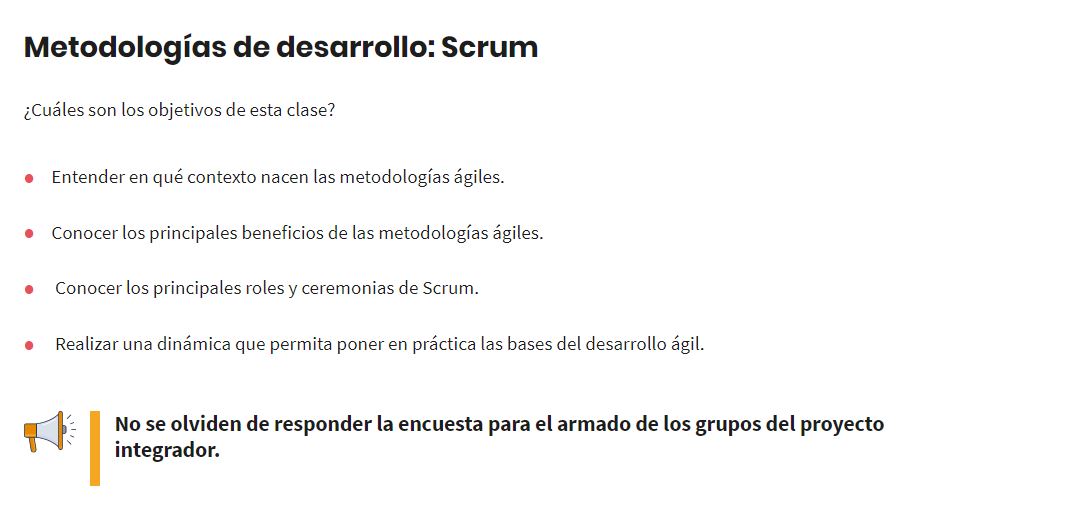 Metodologías de desarrollo: Scrum
¿Cuáles son los objetivos de esta clase?
Entender en qué contexto nacen las metodologías ágiles.
Conocer los principales beneficios de las metodologías ágiles.
Conocer los principales roles y ceremonias de Scrum.
Realizar una dinámica que permita poner en práctica las bases del desarrollo ágil.
No se olviden de responder la encuesta para el armado de los grupos del proyecto
integrador.